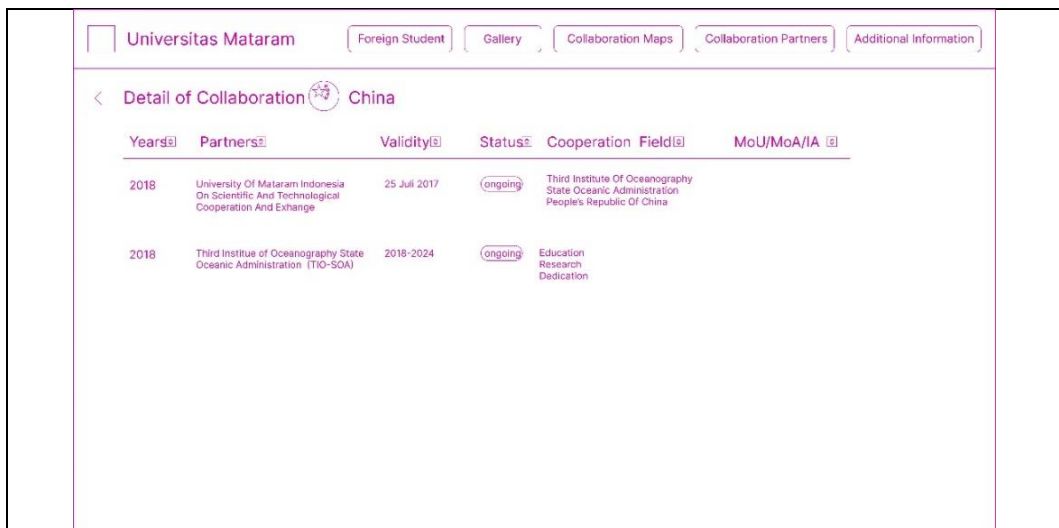 Universitas Mataram
Foreign Student
Gallery
Collaboration Maps
Collaboration Partners
Additional Information
Detail of Collaboration China
Years Partners Validity Status Cooperation Field MoU/MoA/IA
2018
University Of Mataram Indonesia
On Scientific And Technological
Cooperation And Exhange
25 Juli 2017
ongoing
Third Institute Of Oceanography
State Oceanic Administration
People's Republic Of China
2018
Third Institue of Oceanography State
Oceanic Administration (TIO-SOA)
2018-2024
ongoing
Education
Research
Dedication